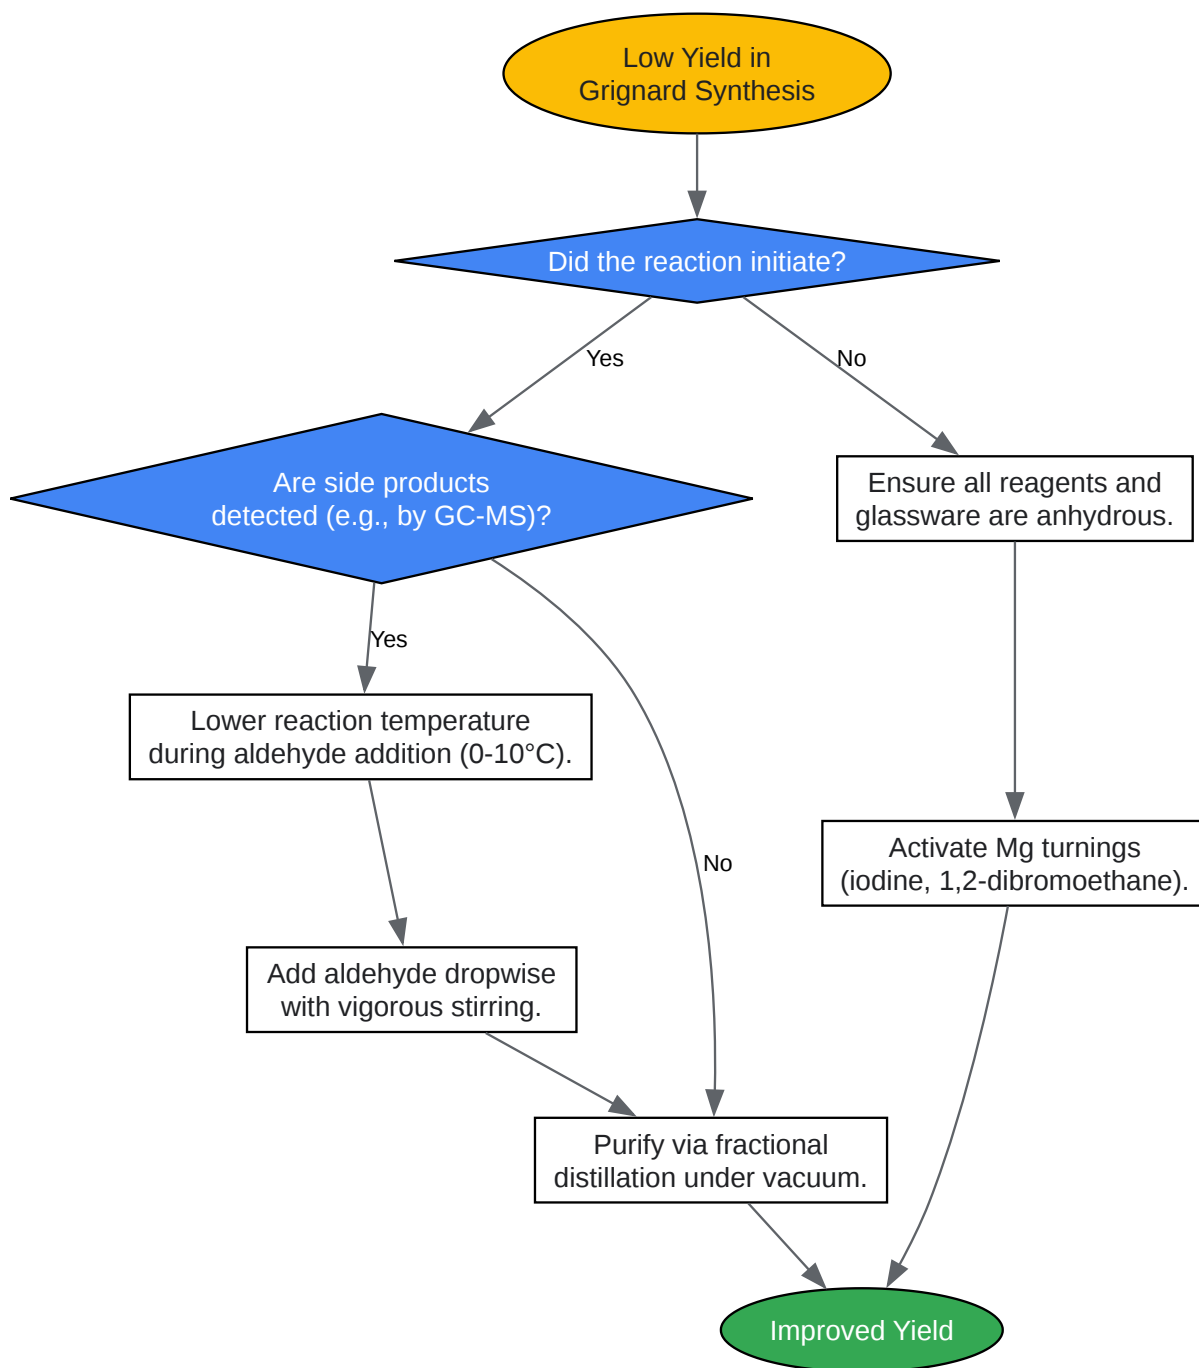 Low Yield in
Grignard Synthesis
Did the reaction initiate?
Yes
No
Are side products
detected (e.g., by GC-MS)?
Ensure all reagents and
glassware are anhydrous.
Yes
Lower reaction temperature
during aldehyde addition (0-10°C).
No
Activate Mg turnings
(iodine, 1,2-dibromoethane).
Add aldehyde dropwise
with vigorous stirring.
Purify via fractional
distillation under vacuum.
Improved Yield